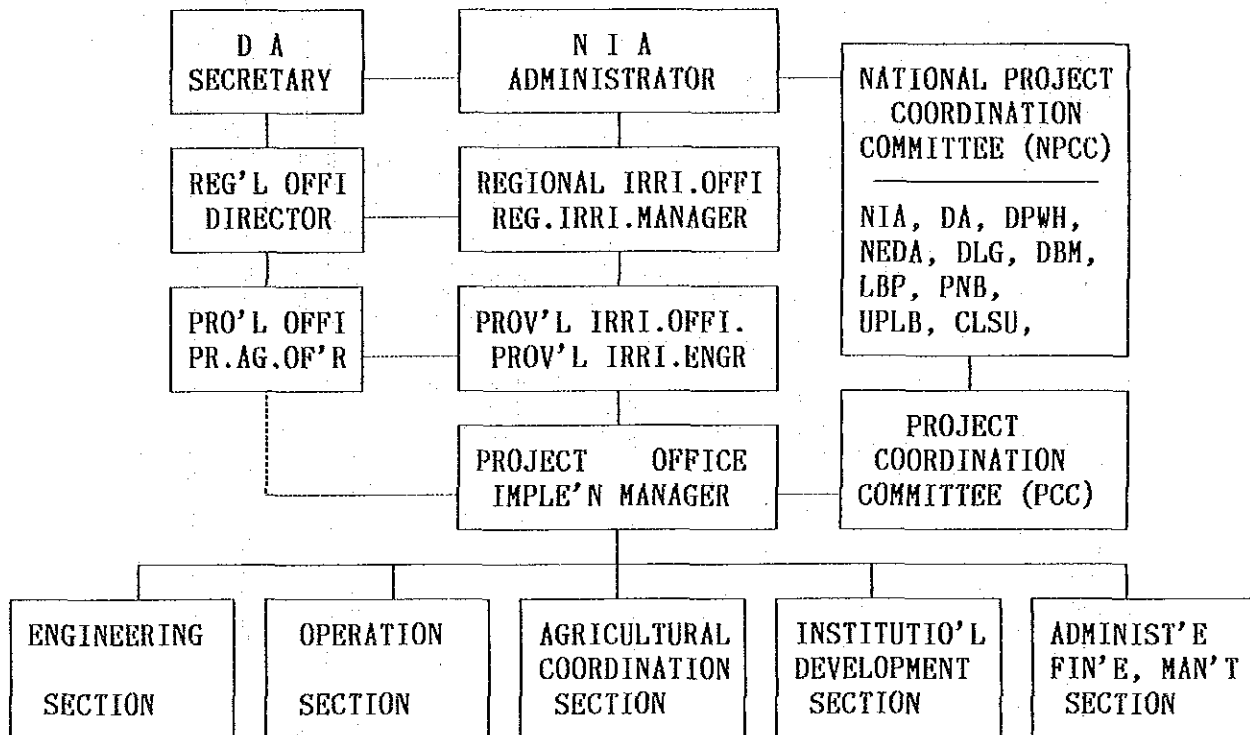 D A
SECRETARY
N I A
ADMINISTRATOR
NATIONAL PROJECT
COORDINATION
COMMITTEE (NPCC)
NIA, DA, DPWH,
NEDA, DLG, DBM,
LBP, PNB,
UPLB, CLSU,
REG'L OFFI
DIRECTOR
REGIONAL IRRI.OFFI
REG.IRRI.MANAGER
PRO'L OFFI
PR.AG.OF'R
PROV'L IRRI.OFFI.
PROV'L IRRI.ENGR
PROJECT OFFICE
IMPLE'N MANAGER
PROJECT
COORDINATION
COMMITTEE (PCC)
ENGINEERING
SECTION
OPERATION
SECTION
AGRICULTURAL
COORDINATION
SECTION
INSTITUTIO'L
DEVELOPMENT
SECTION
ADMINIST'E
FIN'E, MAN'T
SECTION